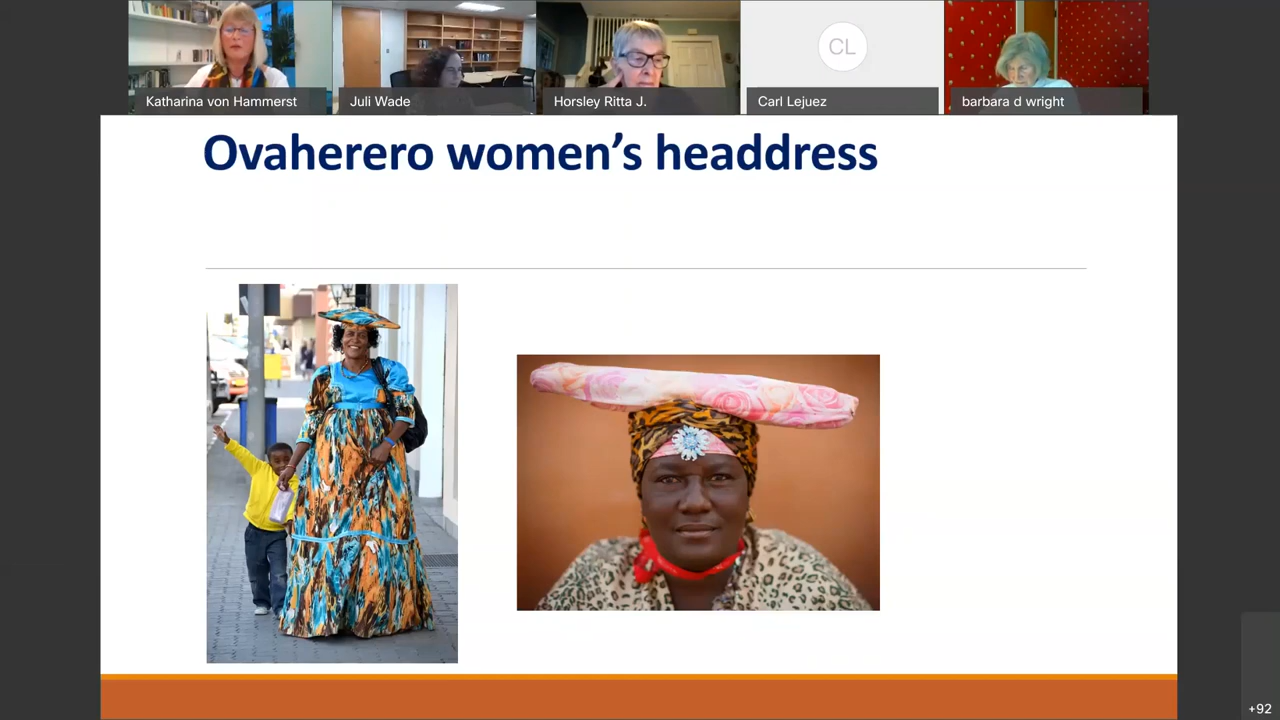 Katharina von Hammerst
Juli Wade
Horsley Ritta J.
CL
Carl Lejuez
barbara d wright
Ovaherero women’s headdress
+92